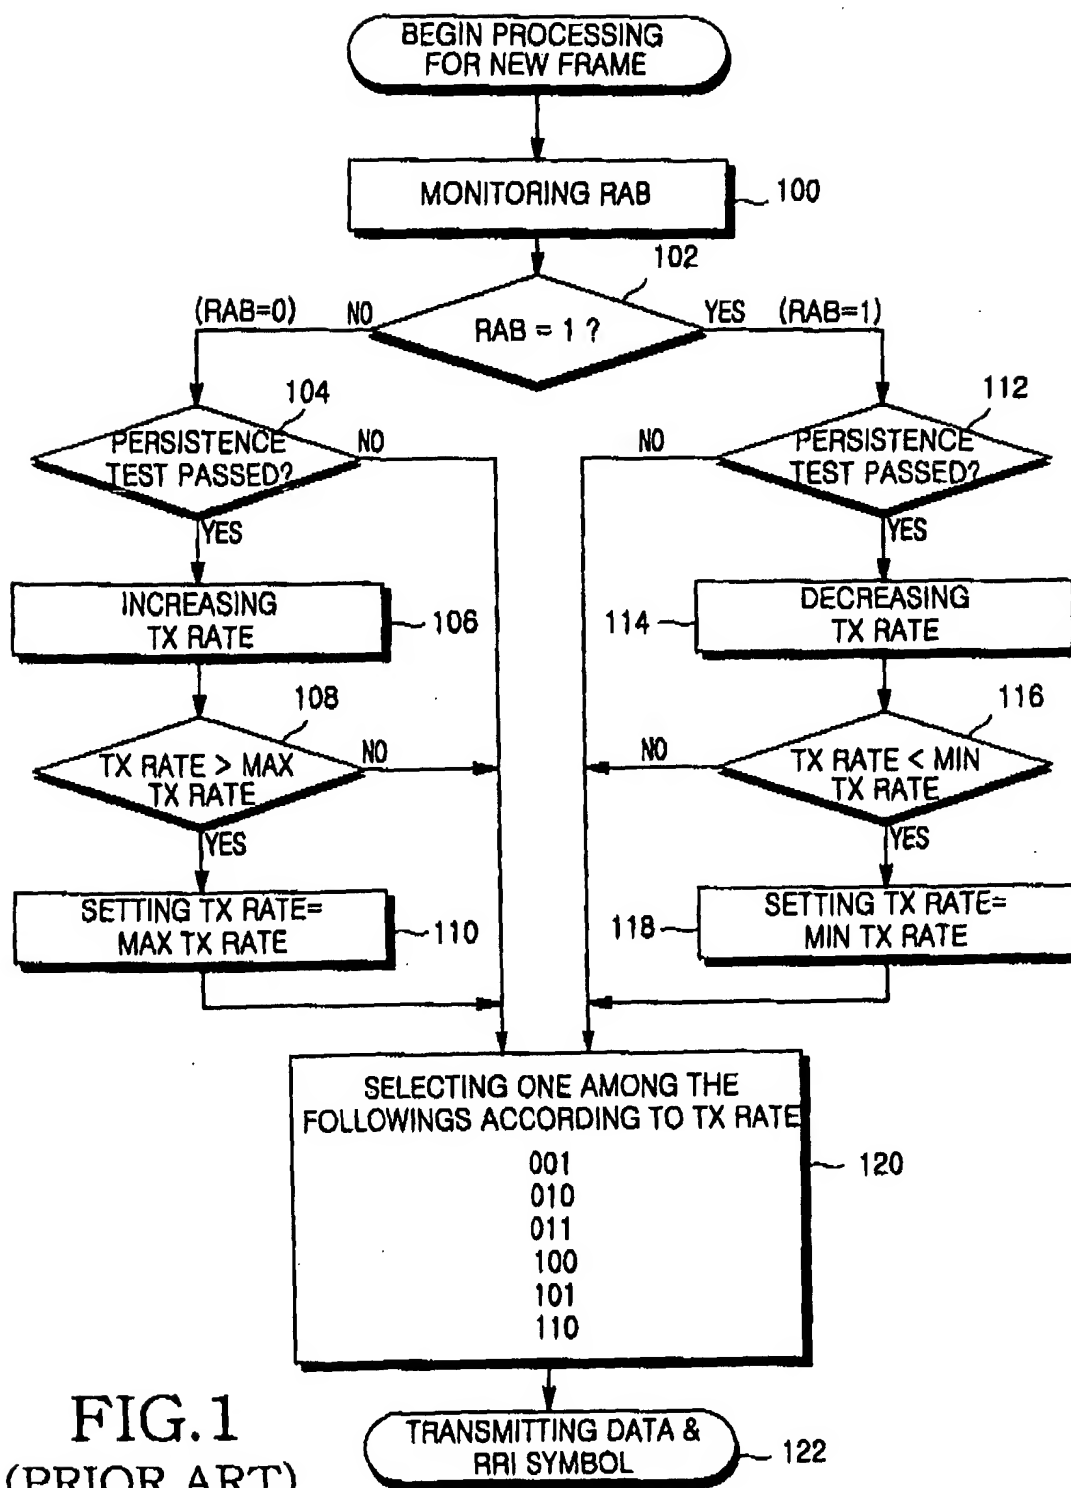 BEGIN PROCESSING
FOR NEW FRAME
MONITORING RAB
100
102
(RAB=0)
NO
RAB = 1 ?
YES
(RAB=1)
104
PERSISTENCE
TEST PASSED?
NO
YES
112
NO
PERSISTENCE
TEST PASSED?
YES
INCREASING
TX RATE
106
114
DECREASING
TX RATE
108
TX RATE > MAX
TX RATE
NO
YES
116
NO
TX RATE < MIN
TX RATE
YES
SETTING TX RATE=
MAX TX RATE
110
118
SETTING TX RATE=
MIN TX RATE
SELECTING ONE AMONG THE
FOLLOWINGS ACCORDING TO TX RATE
001
010
011
100
101
110
120
TRANSMITTING DATA &
RRI SYMBOL
122
FIG.1
(PRIOR ART)